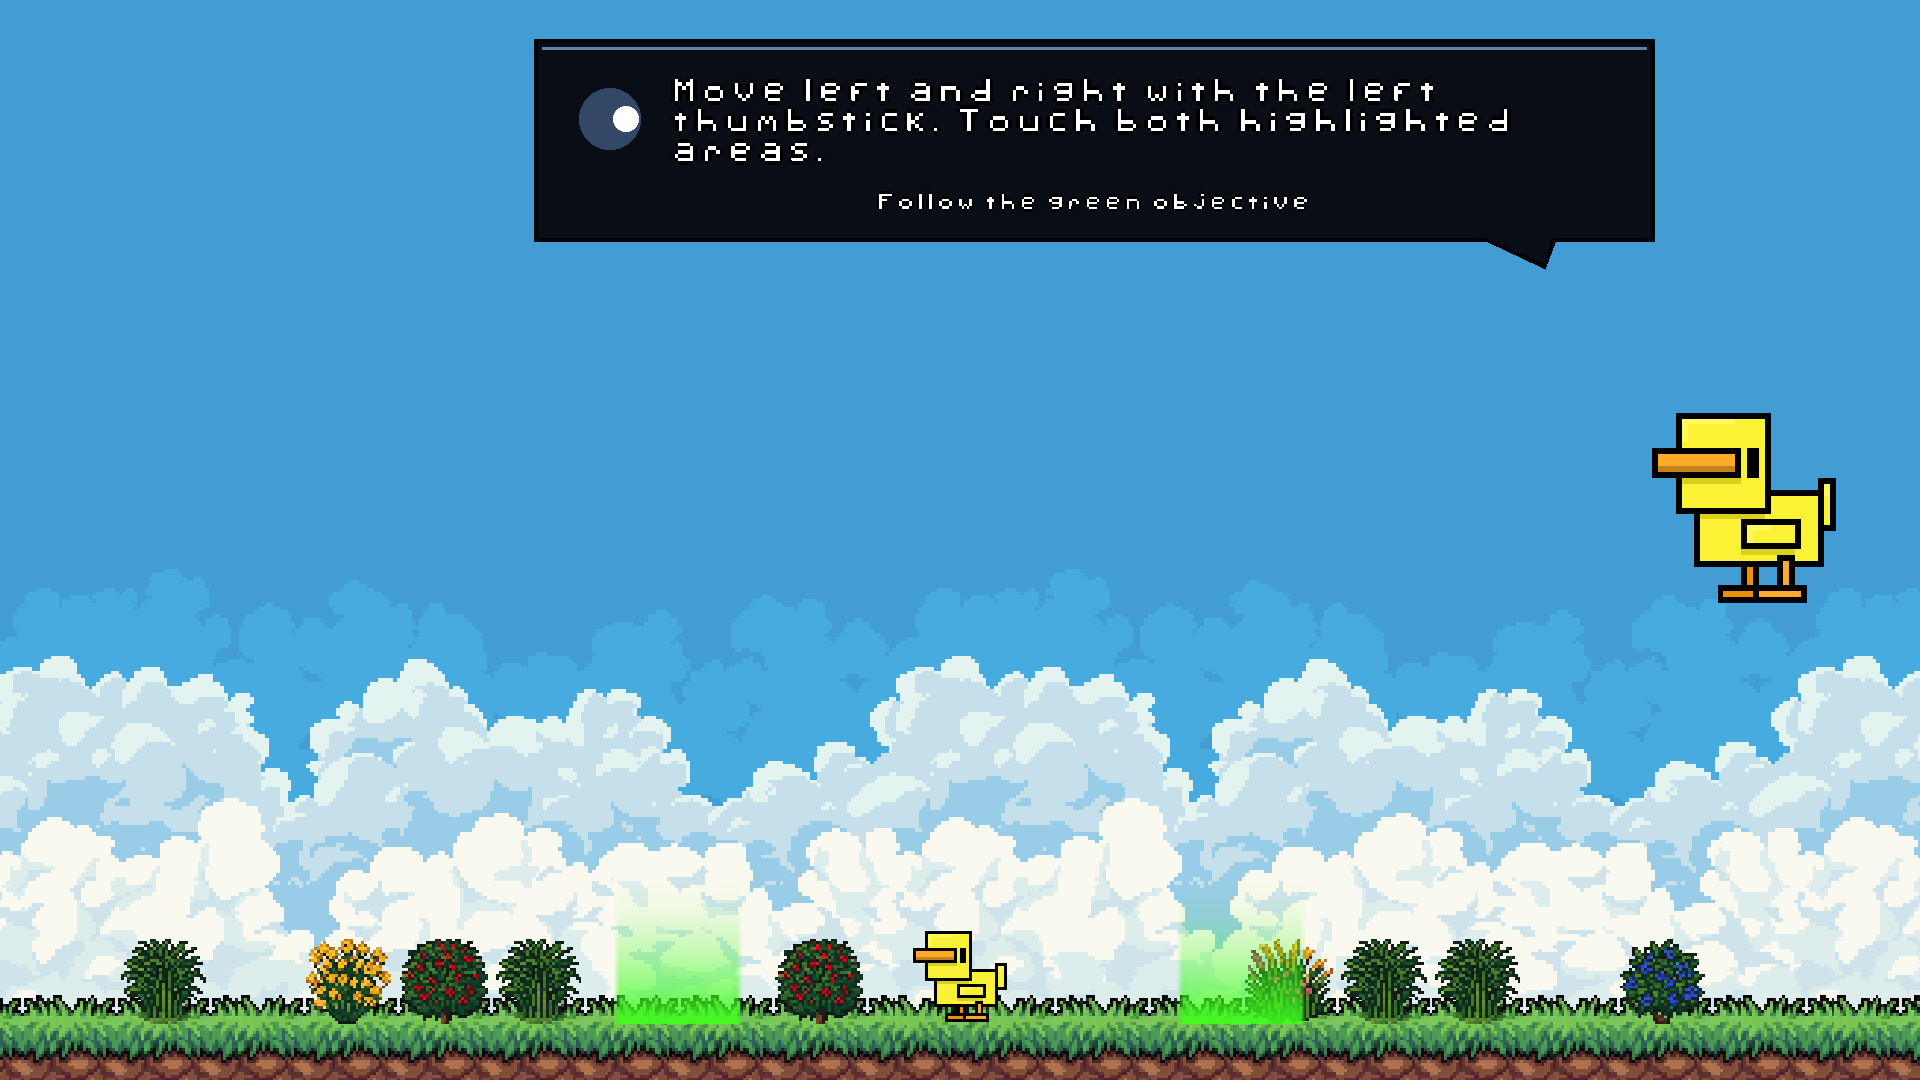 Move left and right with the left
thumbstick. Touch both highlighted
areas.
Follow the green objective